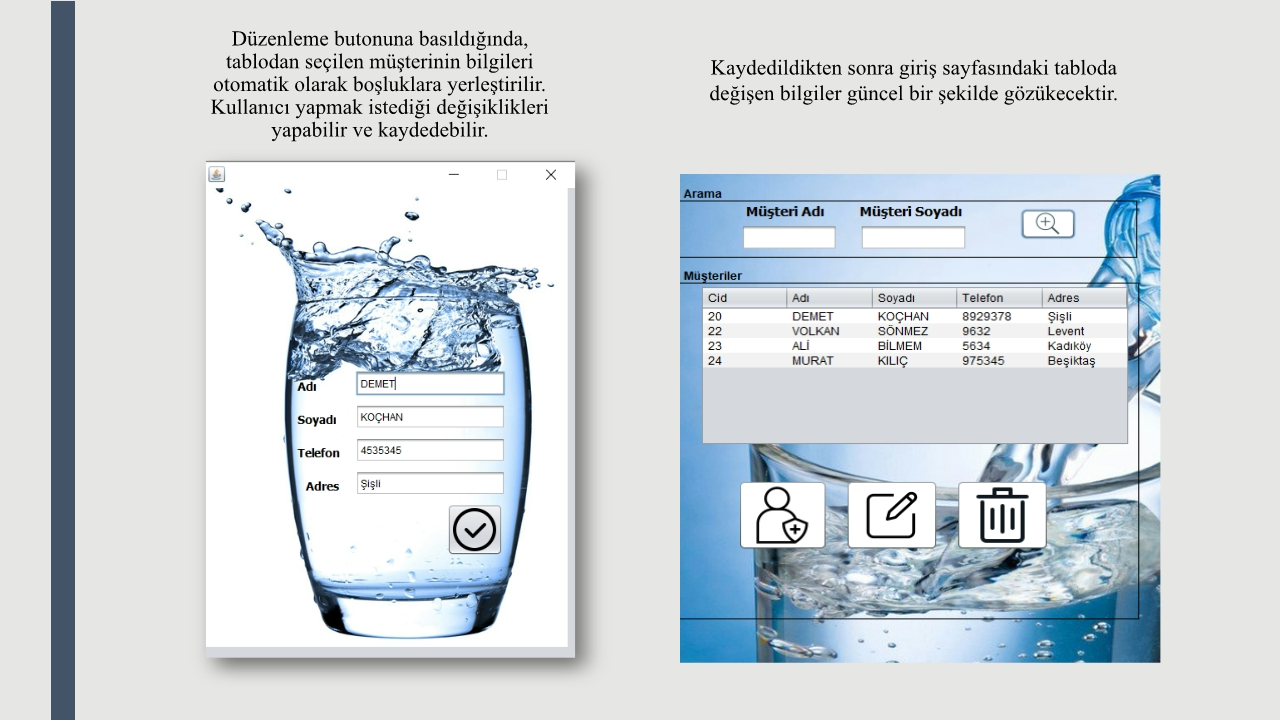 Düzenleme butonuna basıldığında,
tablodan seçilen müşterinin bilgileri
otomatik olarak boşluklara yerleştirilir.
Kullanıcı yapmak istediği değişiklikleri
yapabilir ve kaydedebilir.
Kaydedildikten sonra giriş sayfasındaki tabloda
değişen bilgiler güncel bir şekilde gözükecektir.
Adı DEMET
Soyadı KOÇHAN
Telefon 4535345
Adres Şişli
Arama
Müşteri Adı Müşteri Soyadı
Müşteriler
Cid Adı Soyadı Telefon Adres
20 DEMET KOÇHAN 8929378 Şişli
22 VOLKAN SÖNMEZ 9632 Levent
23 ALİ BİLMEM 5634 Kadıköy
24 MURAT KILIÇ 975345 Beşiktaş